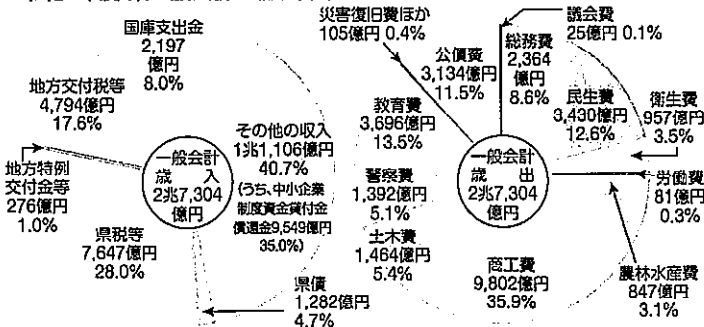 国庫支出金
2,197
億円
8.0%
地方交付税等
4,794億円
17.6%
地方特例
交付金等
276億円
1.0%
県税等
7,647億円
28.0%
一般会計
歳 入
2兆7,304
億円
その他の収入
1兆1,106億円
40.7%
(うち、中小企業
制度資金貸付金
償還金9,549億円
35.0%)
県債
1,282億円
4.7%
災害復旧費ほか
105億円 0.4%
公債費
3,134億円
11.5%
総務費
2,364
億円
8.6%
議会費
25億円 0.1%
民生費
3,430億円
12.6%
衛生費
957億円
3.5%
労働費
81億円
0.3%
農林水産費
847億円
3.1%
教育費
3,696億円
13.5%
警察費
1,392億円
5.1%
土木費
1,464億円
5.4%
一般会計
歳 出
2兆7,304
億円
商工費
9,802億円
35.9%